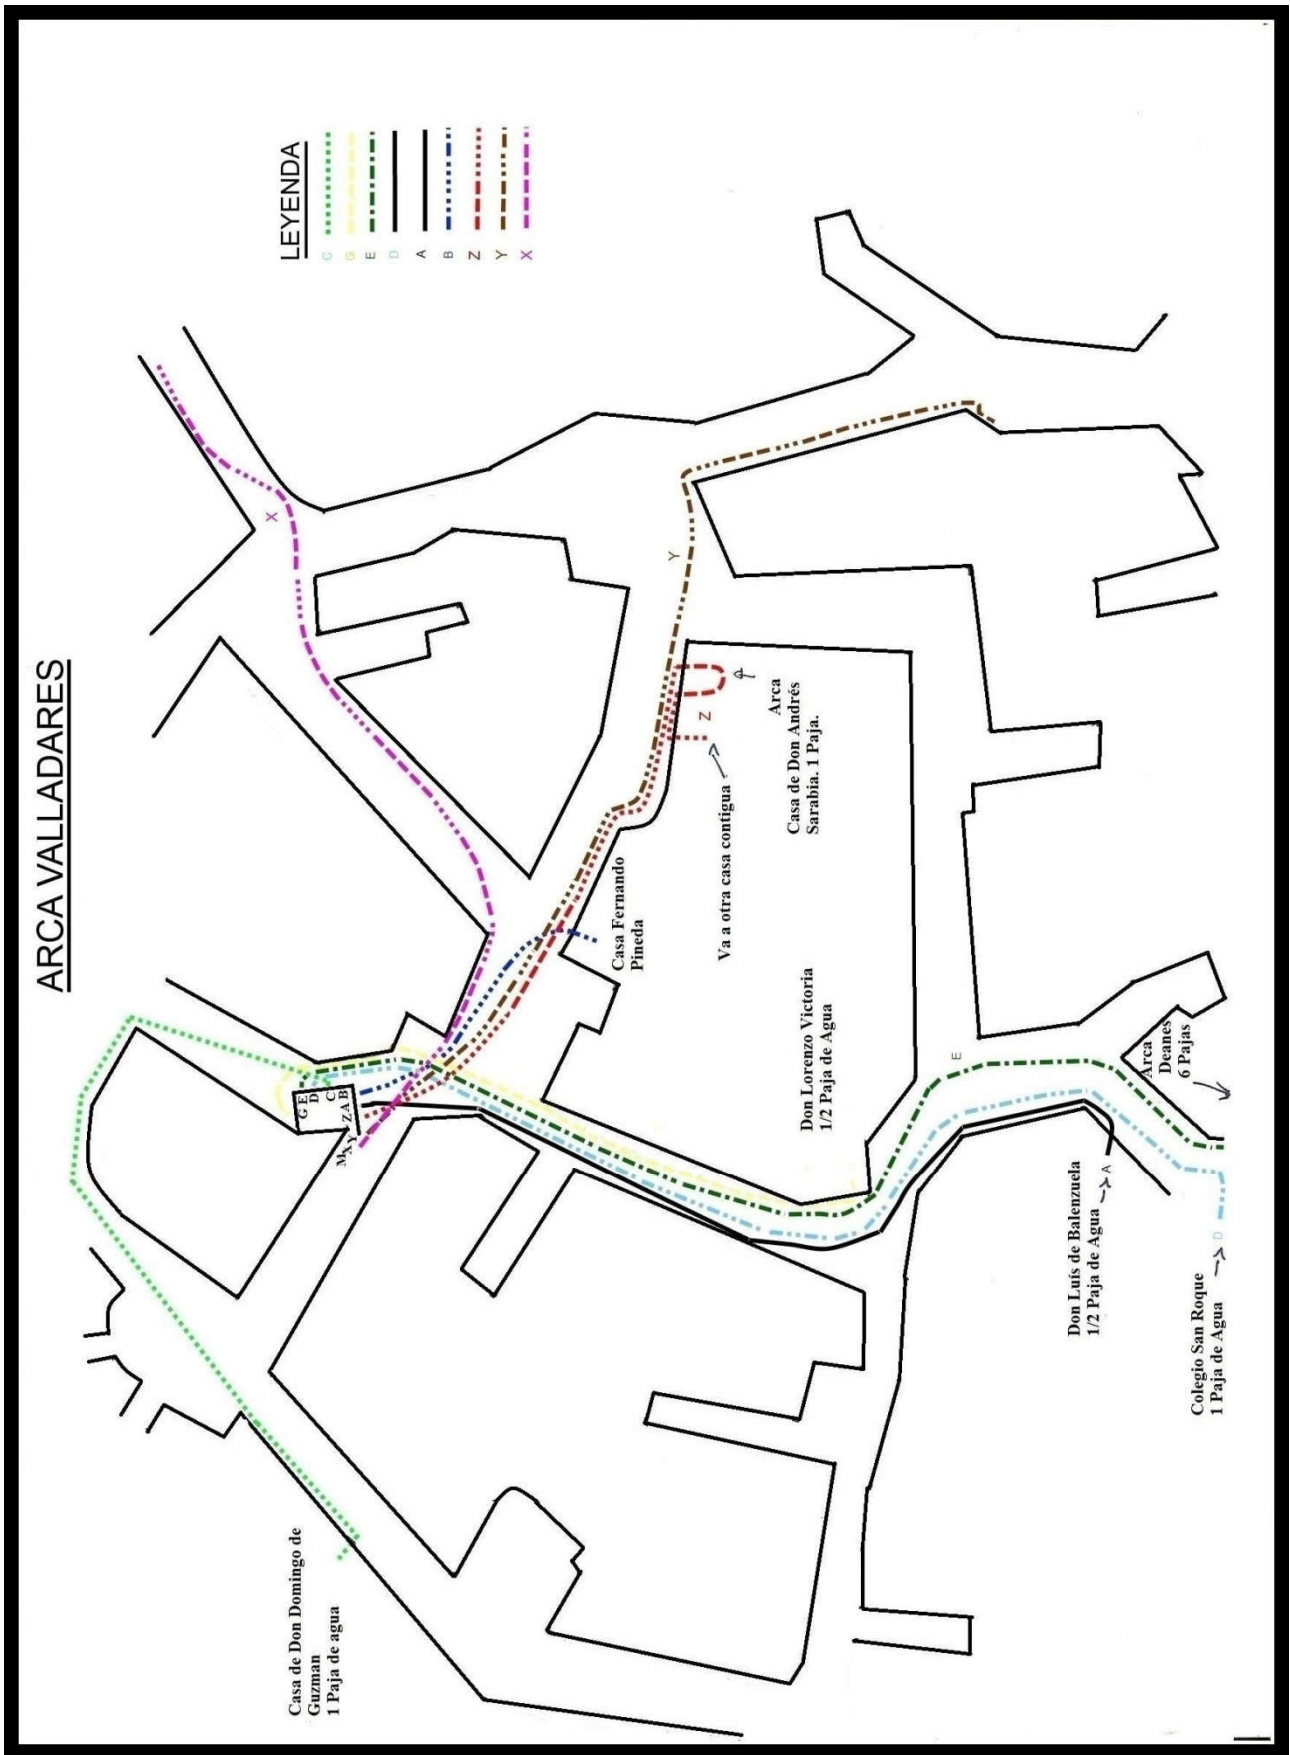 ARCA VALLADARES
LEYENDA
C
G
E
D
A
B
Z
Y
X
X
Y
Z
Arca
Casa de Don Andrés
Sarabia. 1 Paja.
Va a otra casa contigua
Casa Fernando
Pineda
G E
D
C
Z A B
M X Y
Don Lorenzo Victoria
1/2 Paja de Agua
E
Arca
Deanes
6 Pajas
Don Luís de Balenzuela
1/2 Paja de Agua
A
Colegio San Roque
1 Paja de Agua
D
Casa de Don Domingo de
Guzman
1 Paja de agua